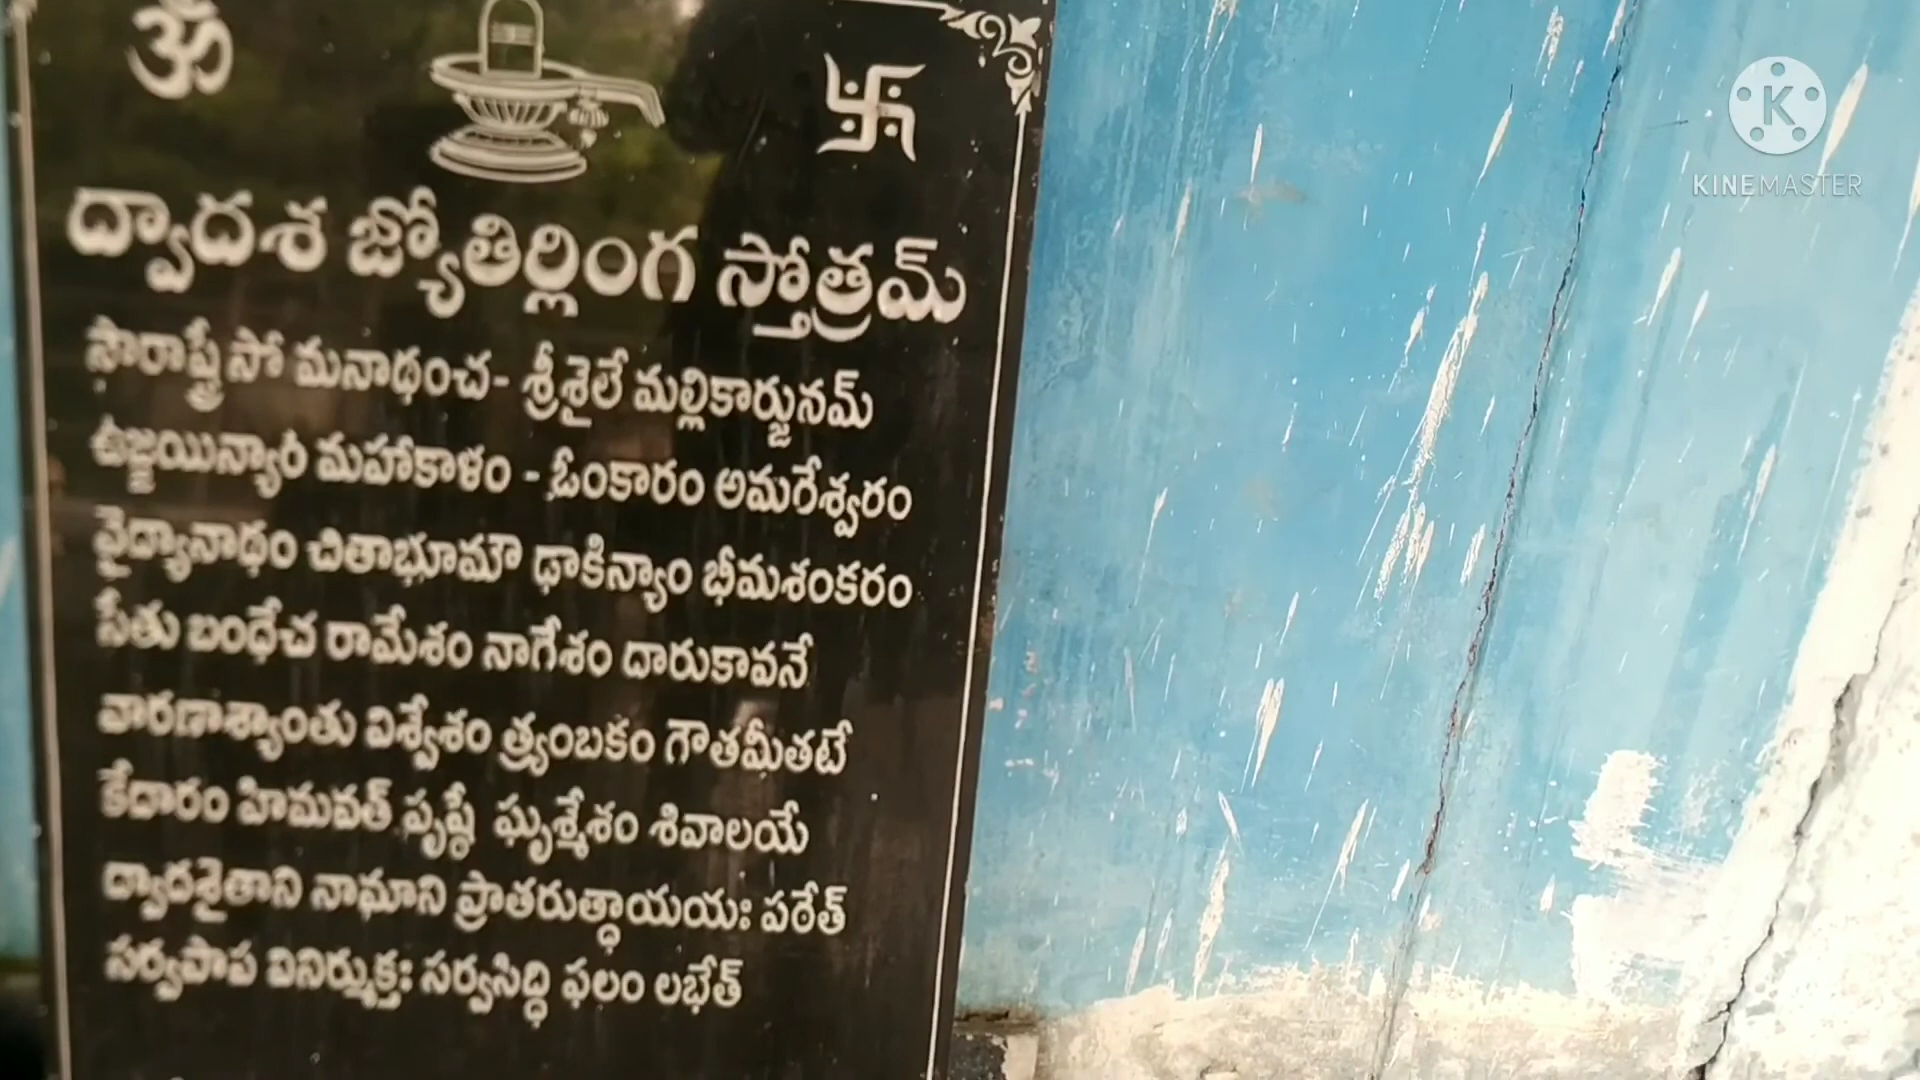 ॐ
ద్వాదశ జ్యోతిర్లింగ స్తోత్రమ్
సౌరాష్ట్రే సో మనాథంచ- శ్రీశైలే మల్లికార్జునమ్
ఉజ్జయిన్యాం మహాకాళం - ఓంకారం అమరేశ్వరం
వైద్యానాథం చితాభూమౌ ఢాకిన్యాం భీమశంకరం
సేతు బంధేచ రామేశం నాగేశం దారుకావనే
వారణాశ్యాంతు విశ్వేశం త్ర్యంబకం గౌతమీతటే
కేదారం హిమవత్ పృష్ఠే ఘృశ్మేశం శివాలయే
ద్వాదశైతాని నామాని ప్రాతరుత్థాయయః పఠేత్
సర్వపాప వినిర్ముక్తః సర్వసిద్ధి ఫలం లభేత్
K
KINEMASTER